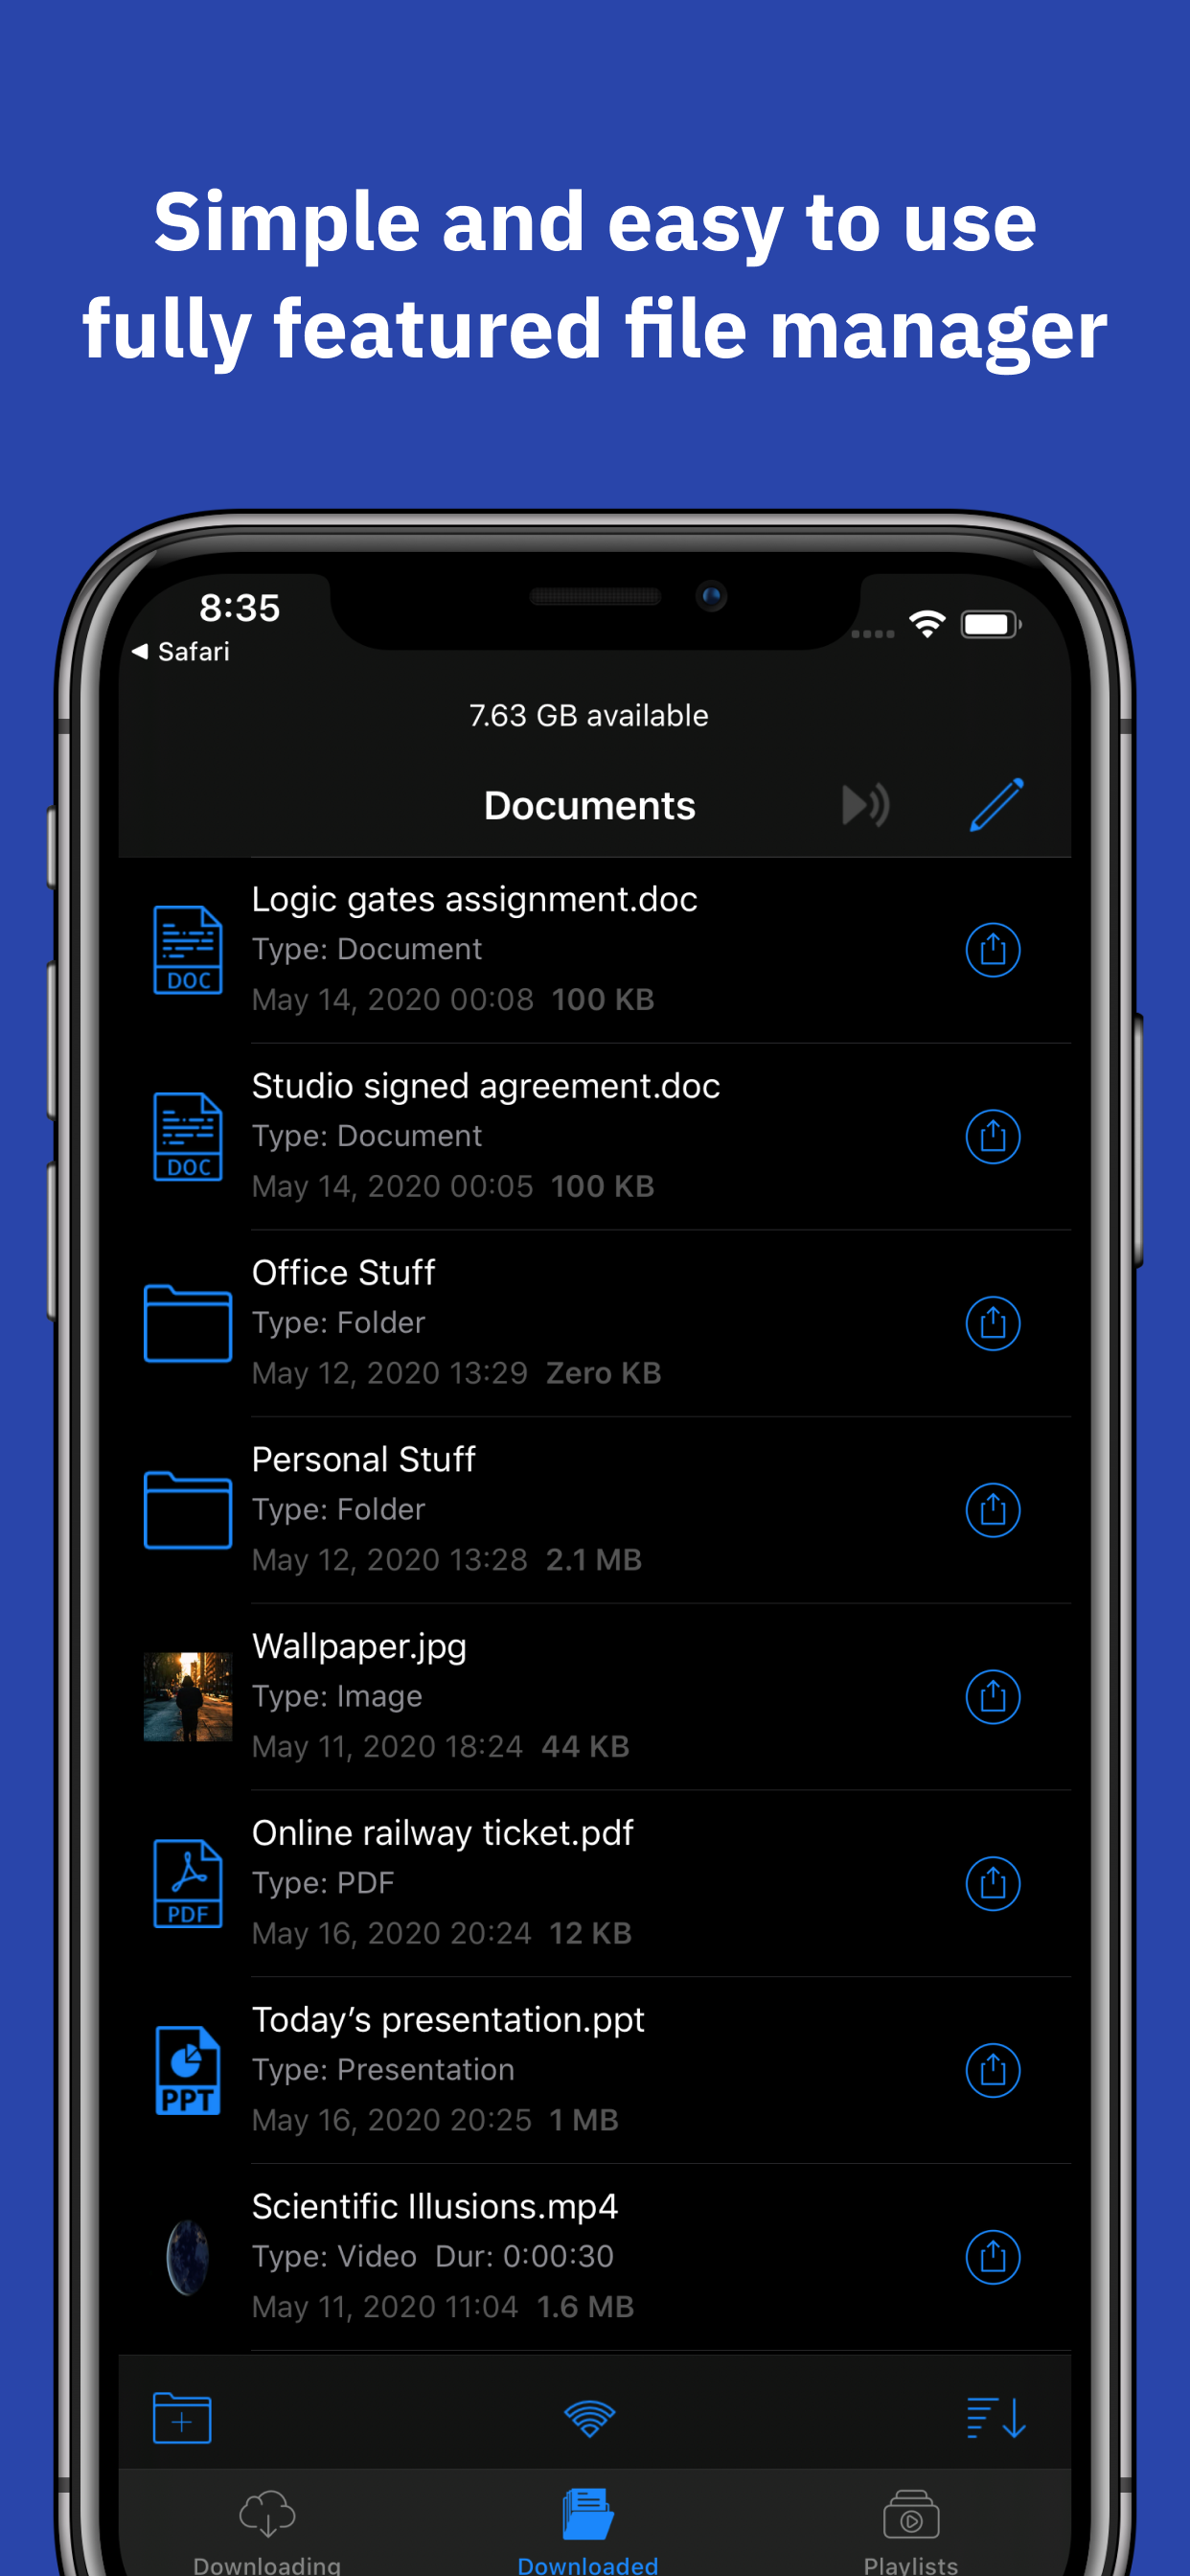 Simple and easy to use
fully featured file manager
8:35
Safari
7.63 GB available
Documents
Logic gates assignment.doc
Type: Document
DOC
May 14, 2020 00:08 100 KB
Studio signed agreement.doc
Type: Document
DOC
May 14, 2020 00:05 100 KB
Office Stuff
Type: Folder
May 12, 2020 13:29 Zero KB
Personal Stuff
Type: Folder
May 12, 2020 13:28 2.1 MB
Wallpaper.jpg
Type: Image
May 11, 2020 18:24 44 KB
Online railway ticket.pdf
Type: PDF
PDF
May 16, 2020 20:24 12 KB
Today’s presentation.ppt
Type: Presentation
PPT
May 16, 2020 20:25 1 MB
Scientific Illusions.mp4
Type: Video Dur: 0:00:30
May 11, 2020 11:04 1.6 MB
Downloading Downloaded Playlists